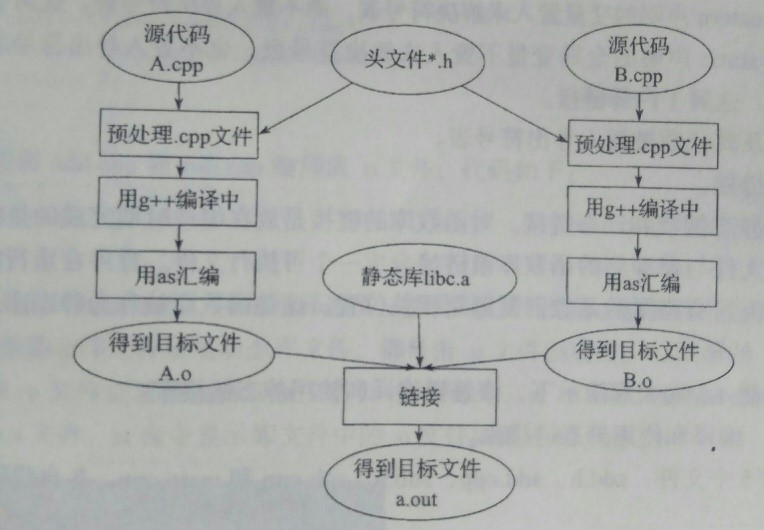 源代码
A.cpp
头文件*.h
源代码
B.cpp
预处理.cpp文件
预处理.cpp文件
用g++编译中
用g++编译中
用as汇编
静态库libc.a
用as汇编
得到目标文件
A.o
得到目标文件
B.o
链接
得到目标文件
a.out